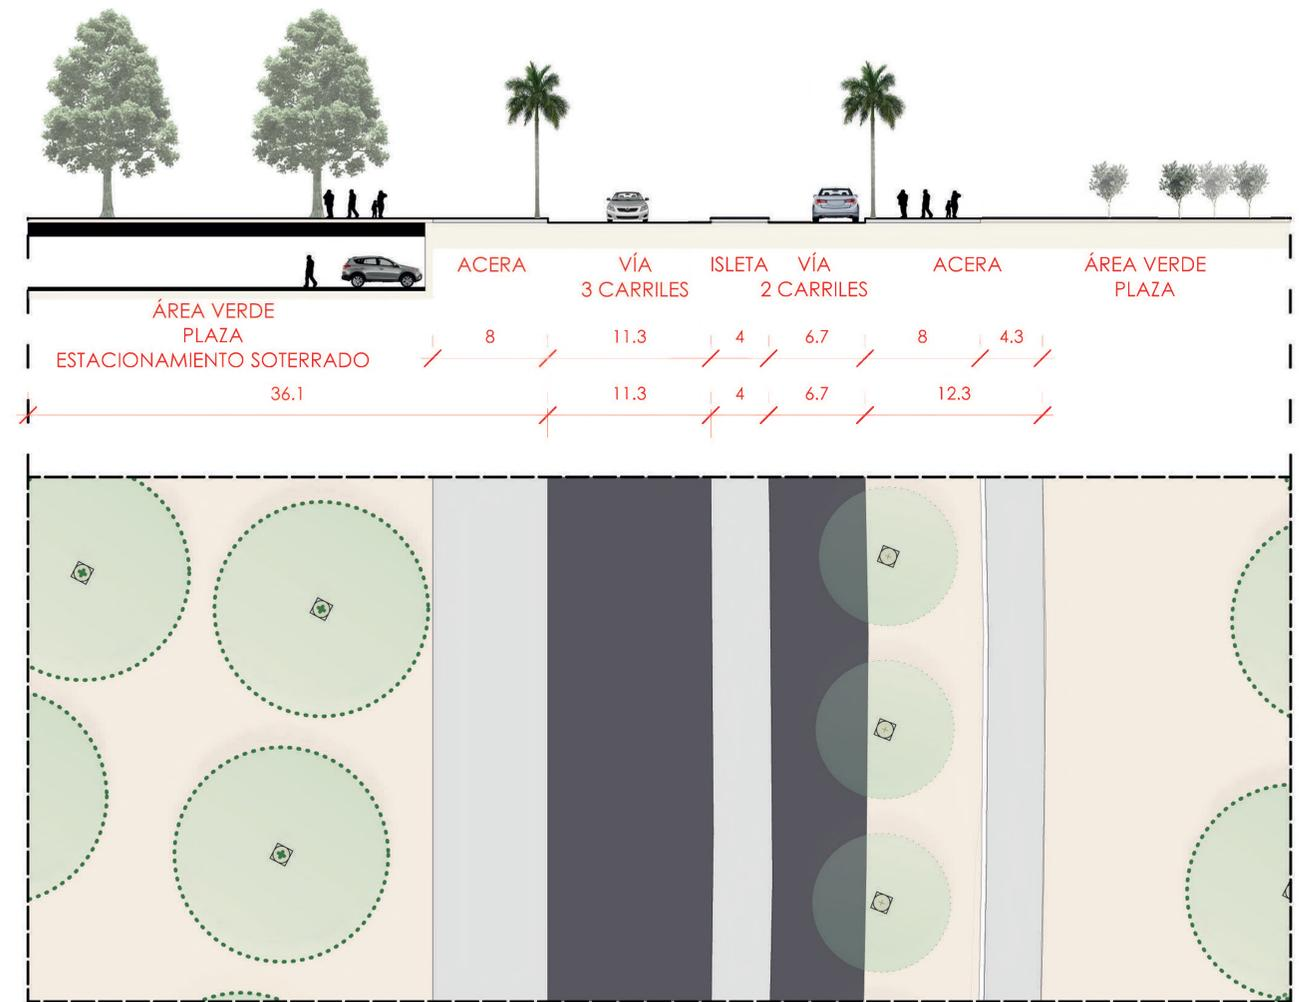 ACERA
VÍA
3 CARRILES
ISLETA
VÍA
2 CARRILES
ACERA
ÁREA VERDE
PLAZA
ÁREA VERDE
PLAZA
ESTACIONAMIENTO SOTERRADO
8
11.3
4
6.7
8
4.3
36.1
11.3
4
6.7
12.3